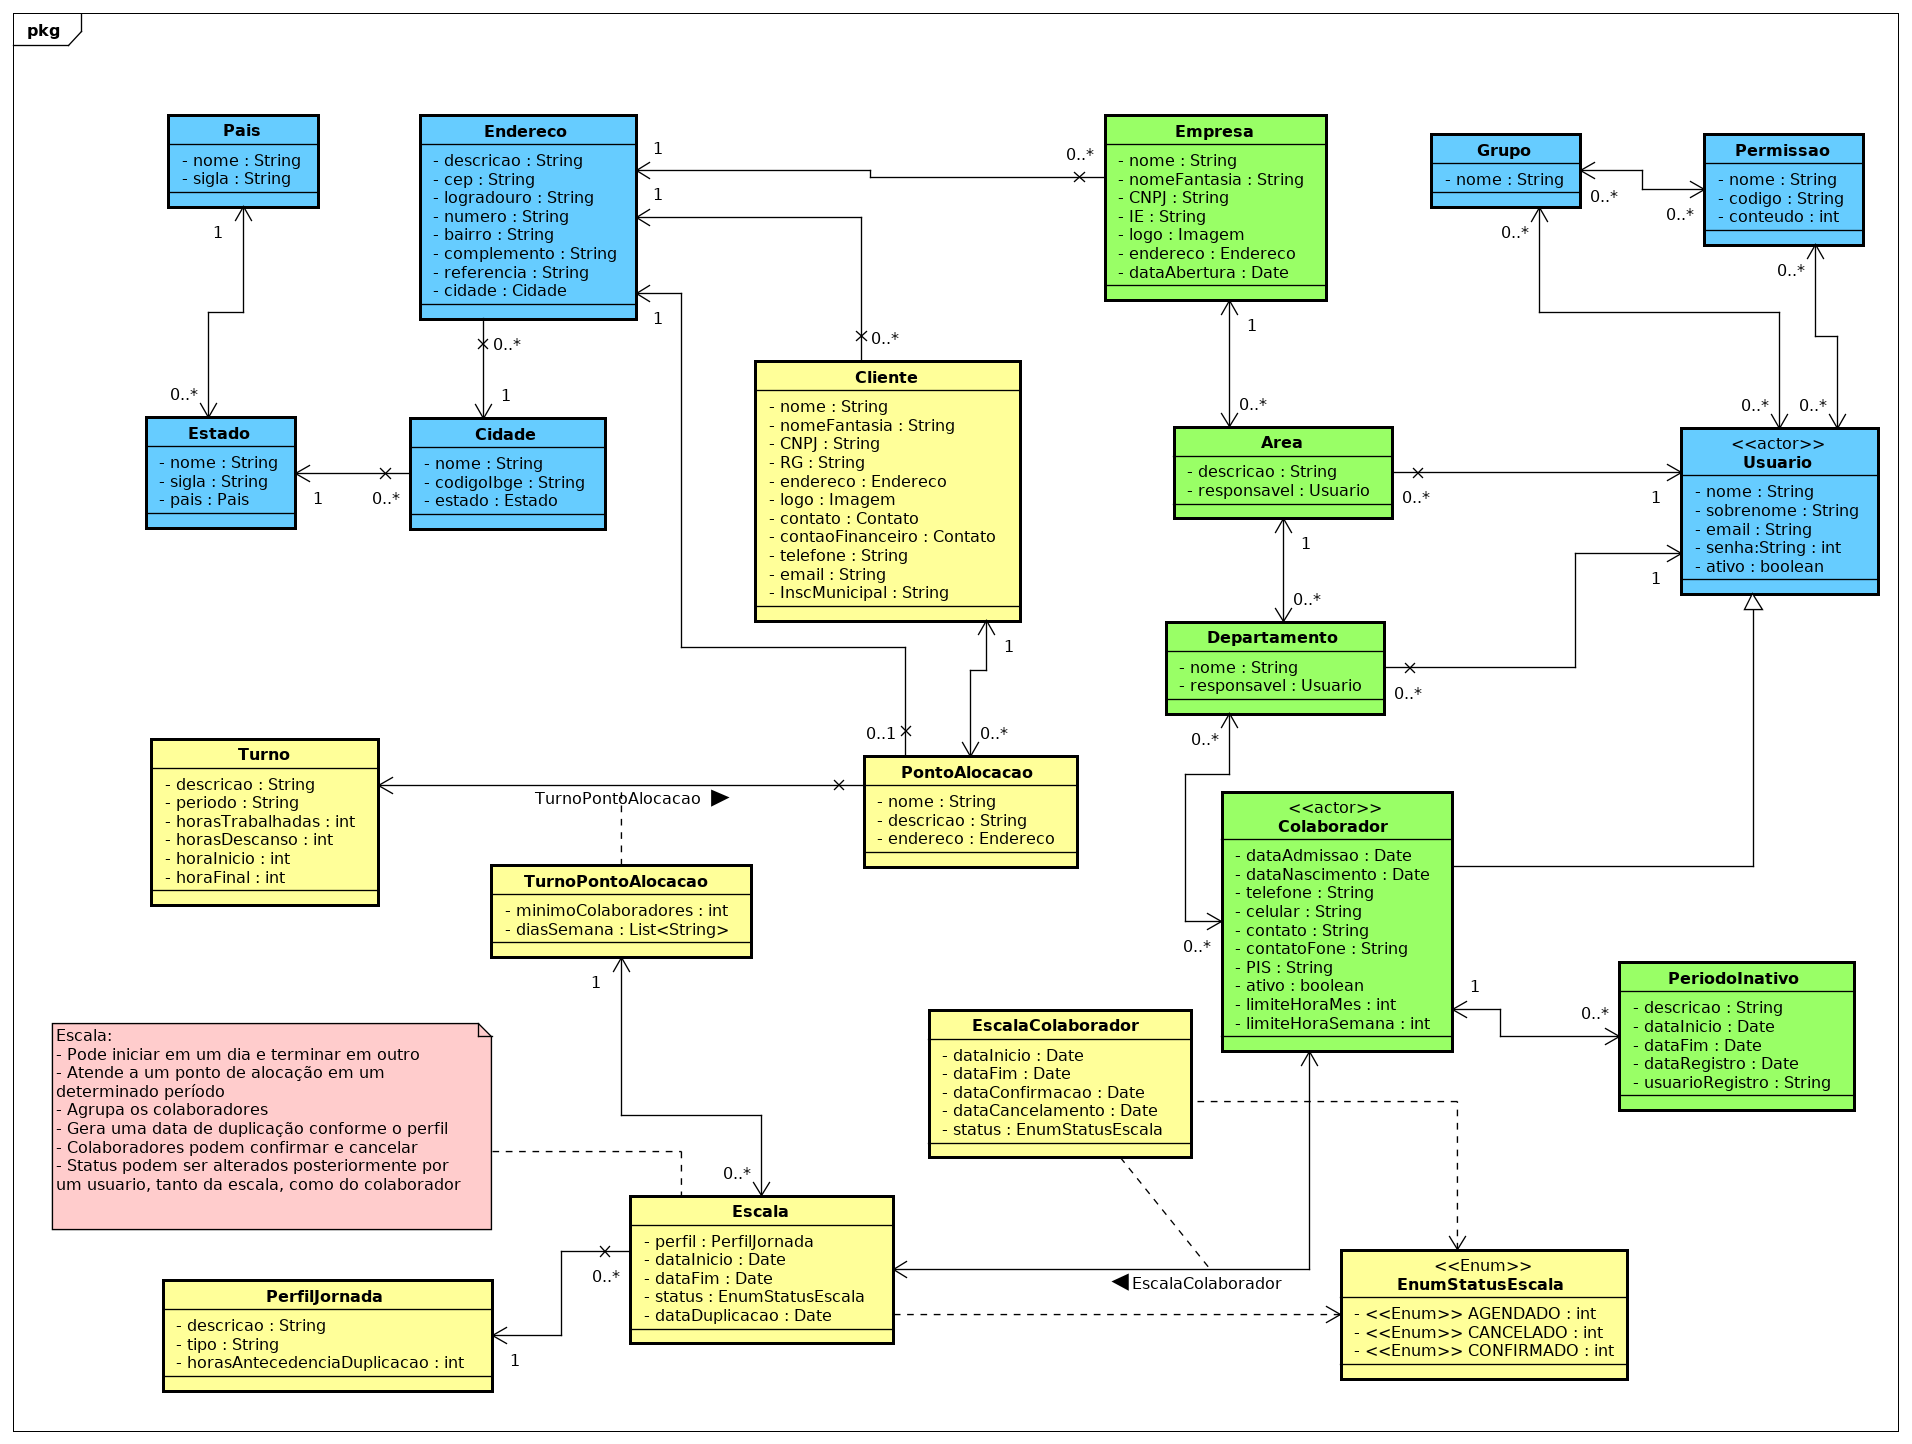 pkg
Pais
- nome : String
- sigla : String
1
0..*
Endereco
- descricao : String
- cep : String
- logradouro : String
- numero : String
- bairro : String
- complemento : String
- referencia : String
- cidade : Cidade
1
1
1
0..*
1
0..*
0..*
Empresa
- nome : String
- nomeFantasia : String
- CNPJ : String
- IE : String
- logo : Imagem
- endereco : Endereco
- dataAbertura : Date
1
0..*
Grupo
- nome : String
0..*
0..*
0..*
Permissao
- nome : String
- codigo : String
- conteudo : int
0..*
0..*
0..*
Estado
- nome : String
- sigla : String
- pais : Pais
1
0..*
Cidade
- nome : String
- codigoIbge : String
- estado : Estado
Cliente
- nome : String
- nomeFantasia : String
- CNPJ : String
- RG : String
- endereco : Endereco
- logo : Imagem
- contato : Contato
- contaoFinanceiro : Contato
- telefone : String
- email : String
- InscMunicipal : String
1
0..1
0..*
Area
- descricao : String
- responsavel : Usuario
0..*
1
1
0..*
<<actor>>
Usuario
- nome : String
- sobrenome : String
- email : String
- senha:String : int
- ativo : boolean
1
Departamento
- nome : String
- responsavel : Usuario
0..*
0..*
0..*
Turno
- descricao : String
- periodo : String
- horasTrabalhadas : int
- horasDescanso : int
- horaInicio : int
- horaFinal : int
TurnoPontoAlocacao
PontoAlocacao
- nome : String
- descricao : String
- endereco : Endereco
TurnoPontoAlocacao
- minimoColaboradores : int
- diasSemana : List<String>
1
0..*
<<actor>>
Colaborador
- dataAdmissao : Date
- dataNascimento : Date
- telefone : String
- celular : String
- contato : String
- contatoFone : String
- PIS : String
- ativo : boolean
- limiteHoraMes : int
- limiteHoraSemana : int
1
0..*
PeriodoInativo
- descricao : String
- dataInicio : Date
- dataFim : Date
- dataRegistro : Date
- usuarioRegistro : String
EscalaColaborador
- dataInicio : Date
- dataFim : Date
- dataConfirmacao : Date
- dataCancelamento : Date
- status : EnumStatusEscala
Escala:
- Pode iniciar em um dia e terminar em outro
- Atende a um ponto de alocação em um
determinado período
- Agrupa os colaboradores
- Gera uma data de duplicação conforme o perfil
- Colaboradores podem confirmar e cancelar
- Status podem ser alterados posteriormente por
um usuario, tanto da escala, como do colaborador
Escala
- perfil : PerfilJornada
- dataInicio : Date
- dataFim : Date
- status : EnumStatusEscala
- dataDuplicacao : Date
0..*
1
EscalaColaborador
PerfilJornada
- descricao : String
- tipo : String
- horasAntecedenciaDuplicacao : int
<<Enum>>
EnumStatusEscala
- <<Enum>> AGENDADO : int
- <<Enum>> CANCELADO : int
- <<Enum>> CONFIRMADO : int